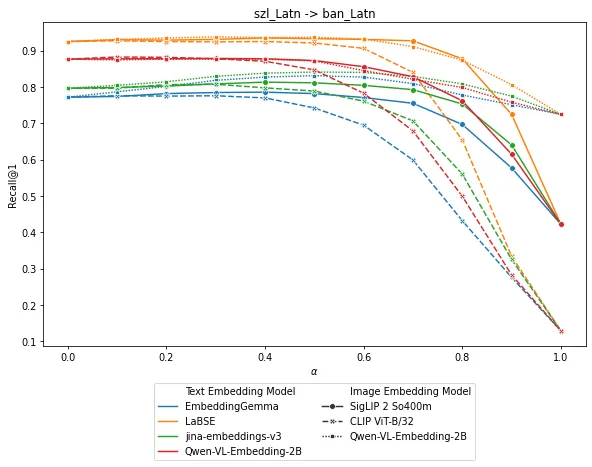 szl_Latn -> ban_Latn
Recall@1
0.9
0.8
0.7
0.6
0.5
0.4
0.3
0.2
0.1
0.0 0.2 0.4 0.6 0.8 1.0
α
Text Embedding Model Image Embedding Model
EmbeddingGemma SigLIP 2 So400m
LaBSE CLIP ViT-B/32
jina-embeddings-v3 Qwen-VL-Embedding-2B
Qwen-VL-Embedding-2B